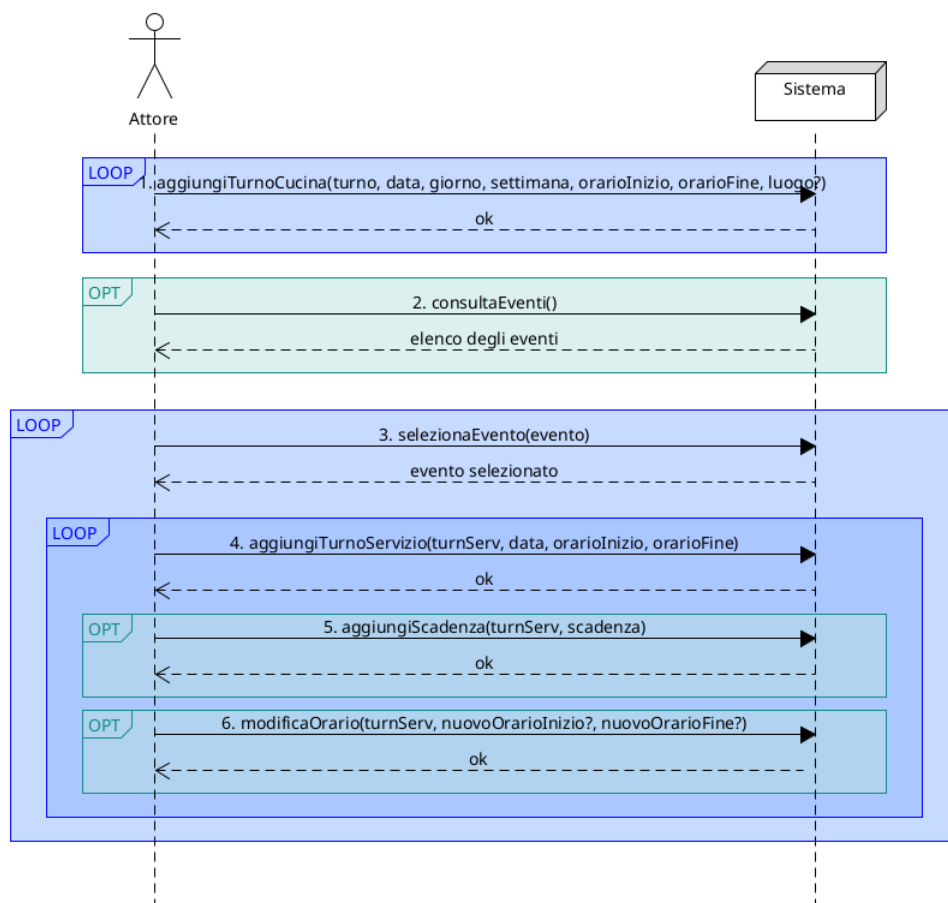 Attore
Sistema
LOOP
1. aggiungiTurnoCucina(turno, data, giorno, settimana, orarioInizio, orarioFine, luogo?)
ok
OPT
2. consultaEventi()
elenco degli eventi
LOOP
3. selezionaEvento(evento)
evento selezionato
LOOP
4. aggiungiTurnoServizio(turnServ, data, orarioInizio, orarioFine)
ok
OPT
5. aggiungiScadenza(turnServ, scadenza)
ok
OPT
6. modificaOrario(turnServ, nuovoOrarioInizio?, nuovoOrarioFine?)
ok